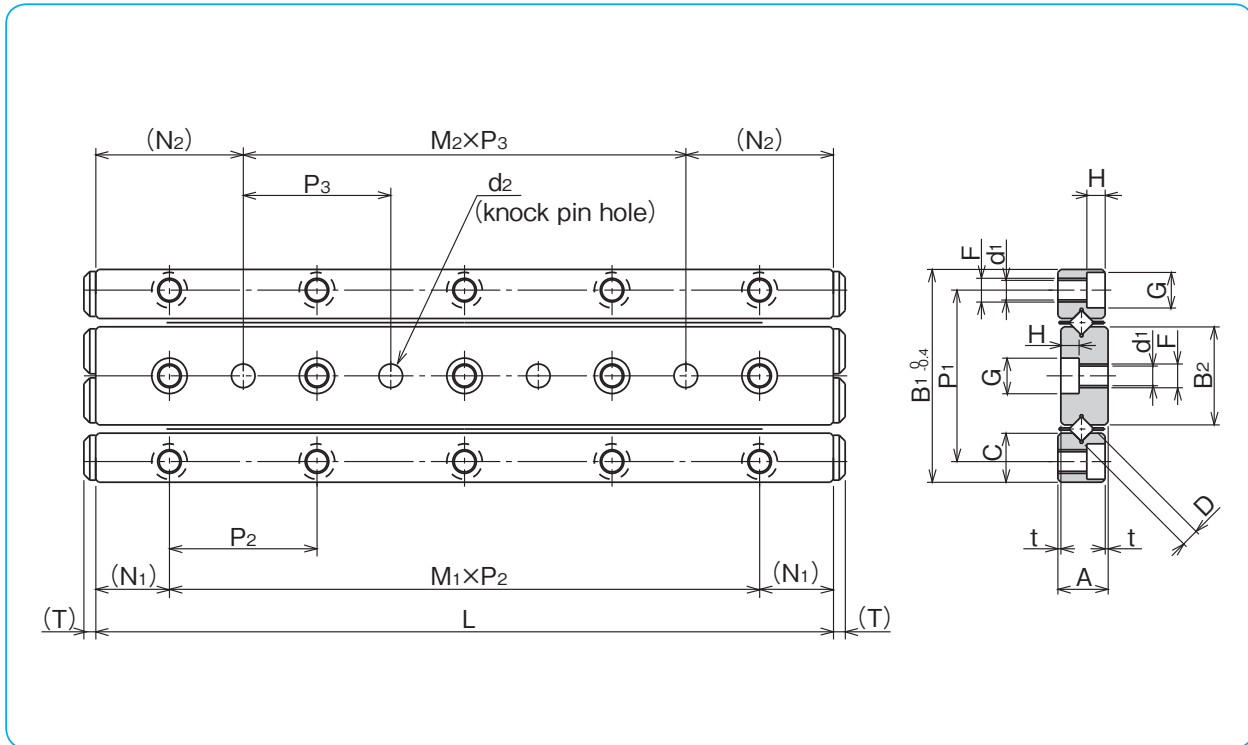 (N2) M2×P3 (N2)
P3
d2
(knock pin hole)
P2
(N1) M1×P2 (N1)
(T) L (T)
H
F
d1
G
H
G
d1
F
B1 0 -0.4
P1
B2
C
D
t
t
A